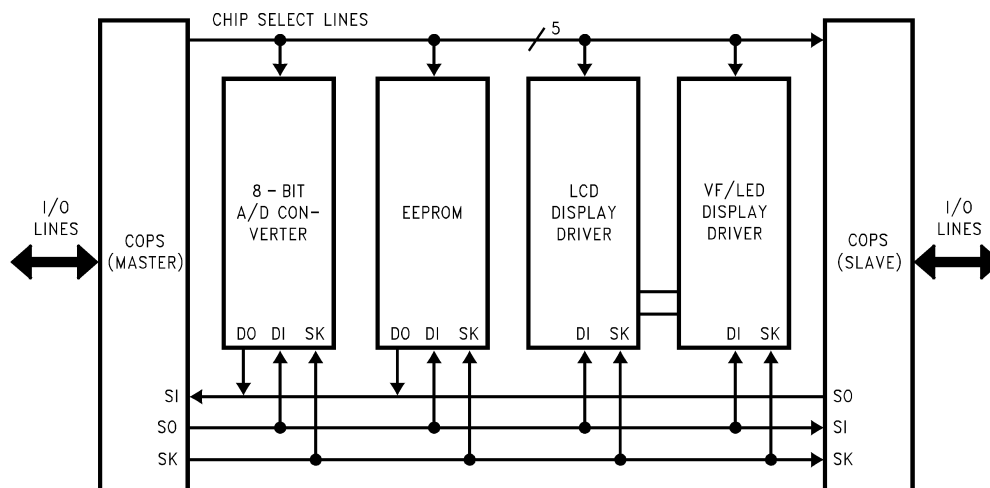 CHIP SELECT LINES
5
I/O
LINES
COPS
(MASTER)
8 – BIT
A/D CON-
VERTER
EEPROM
LCD
DISPLAY
DRIVER
VF/LED
DISPLAY
DRIVER
COPS
(SLAVE)
I/O
LINES
DO DI SK
DO DI SK
DI SK
DI SK
SI
SO
SK
SO
SI
SK